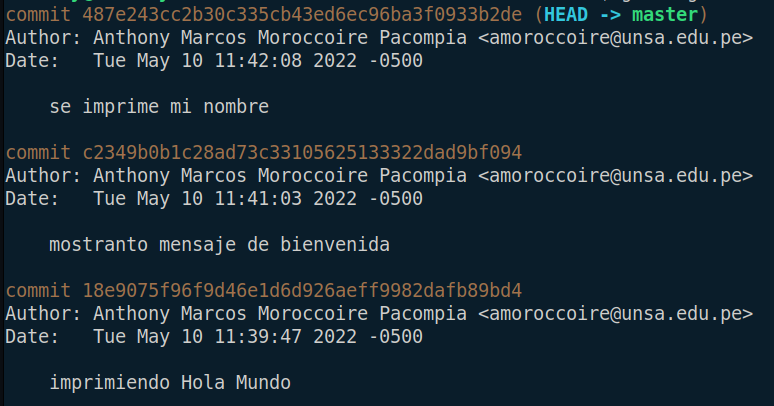 commit 487e243cc2b30c335cb43ed6ec96ba3f0933b2de (HEAD -> master)
Author: Anthony Marcos Moroccoire Pacompia <amoroccoire@unsa.edu.pe>
Date:   Tue May 10 11:42:08 2022 -0500
    se imprime mi nombre
commit c2349b0b1c28ad73c33105625133322dad9bf094
Author: Anthony Marcos Moroccoire Pacompia <amoroccoire@unsa.edu.pe>
Date:   Tue May 10 11:41:03 2022 -0500
    mostranto mensaje de bienvenida
commit 18e9075f96f9d46e1d6d926aeff9982dafb89bd4
Author: Anthony Marcos Moroccoire Pacompia <amoroccoire@unsa.edu.pe>
Date:   Tue May 10 11:39:47 2022 -0500
    imprimiendo Hola Mundo